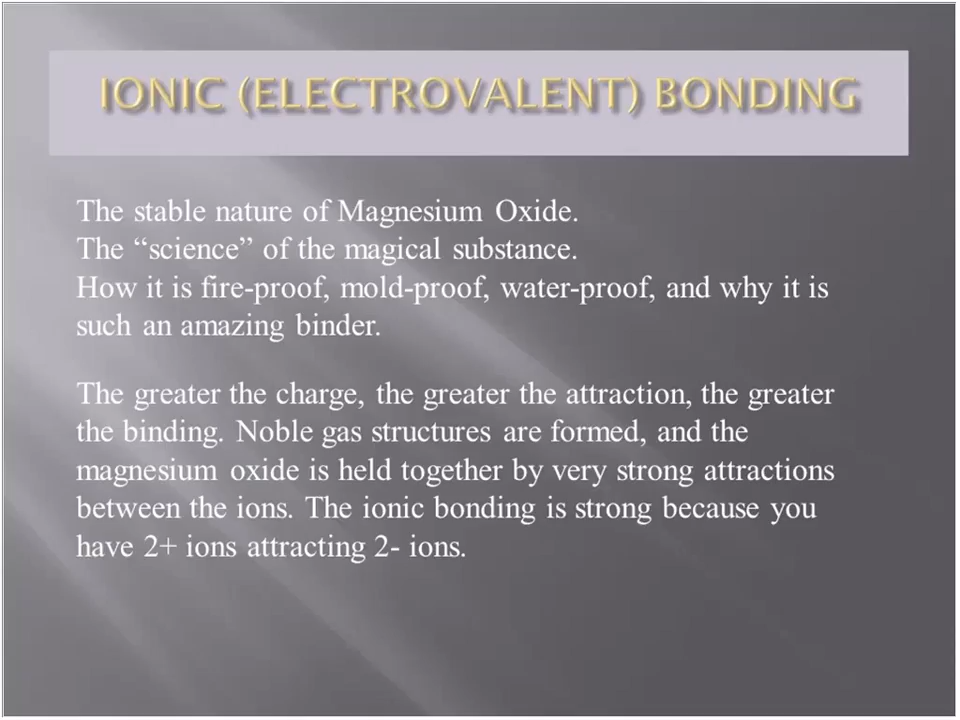 IONIC (ELECTROVALENT) BONDING
The stable nature of Magnesium Oxide.
The “science” of the magical substance.
How it is fire-proof, mold-proof, water-proof, and why it is
such an amazing binder.
The greater the charge, the greater the attraction, the greater
the binding. Noble gas structures are formed, and the
magnesium oxide is held together by very strong attractions
between the ions. The ionic bonding is strong because you
have 2+ ions attracting 2- ions.